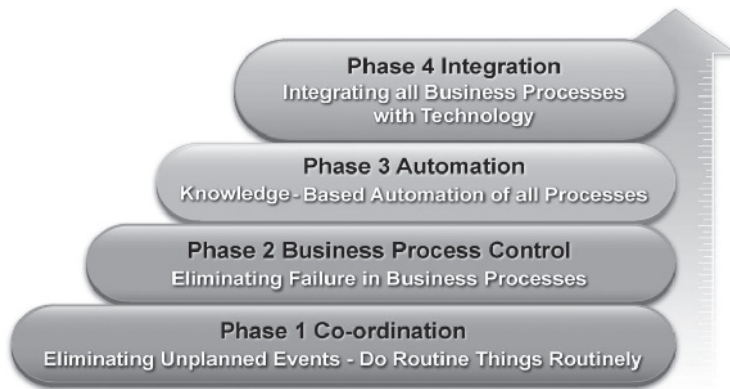 Phase 4 Integration
Integrating all Business Processes
with Technology
Phase 3 Automation
Knowledge-Based Automation of all Processes
Phase 2 Business Process Control
Eliminating Failure in Business Processes
Phase 1 Co-ordination
Eliminating Unplanned Events - Do Routine Things Routinely